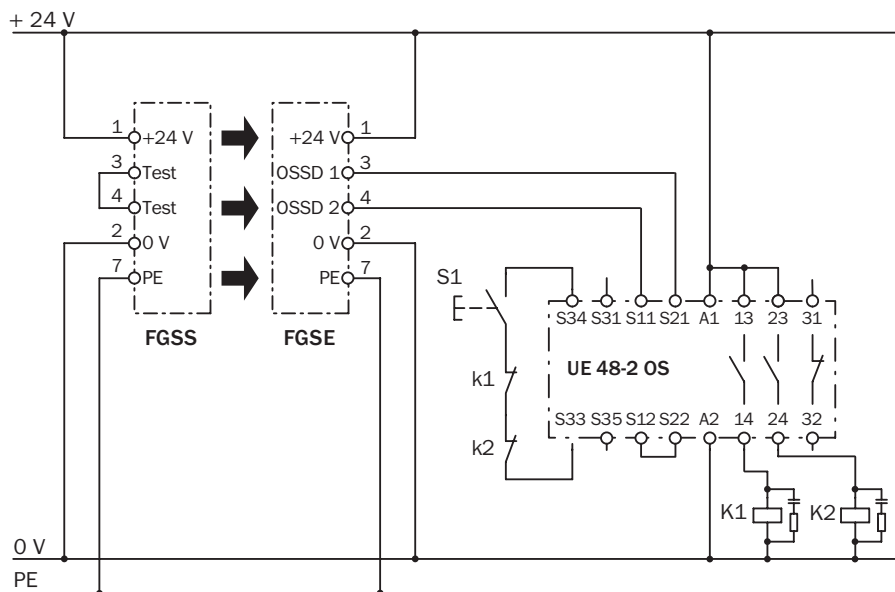 + 24 V
1 +24 V
3 Test
4 Test
2 0 V
7 PE
FGSS
+24 V 1
OSSD 1 3
OSSD 2 4
0 V 2
PE 7
FGSE
S1
k1
k2
S34 S31 S11 S21 A1 13 23 31
UE 48-2 OS
S33 S35 S12 S22 A2 14 24 32
K1 K2
0 V
PE